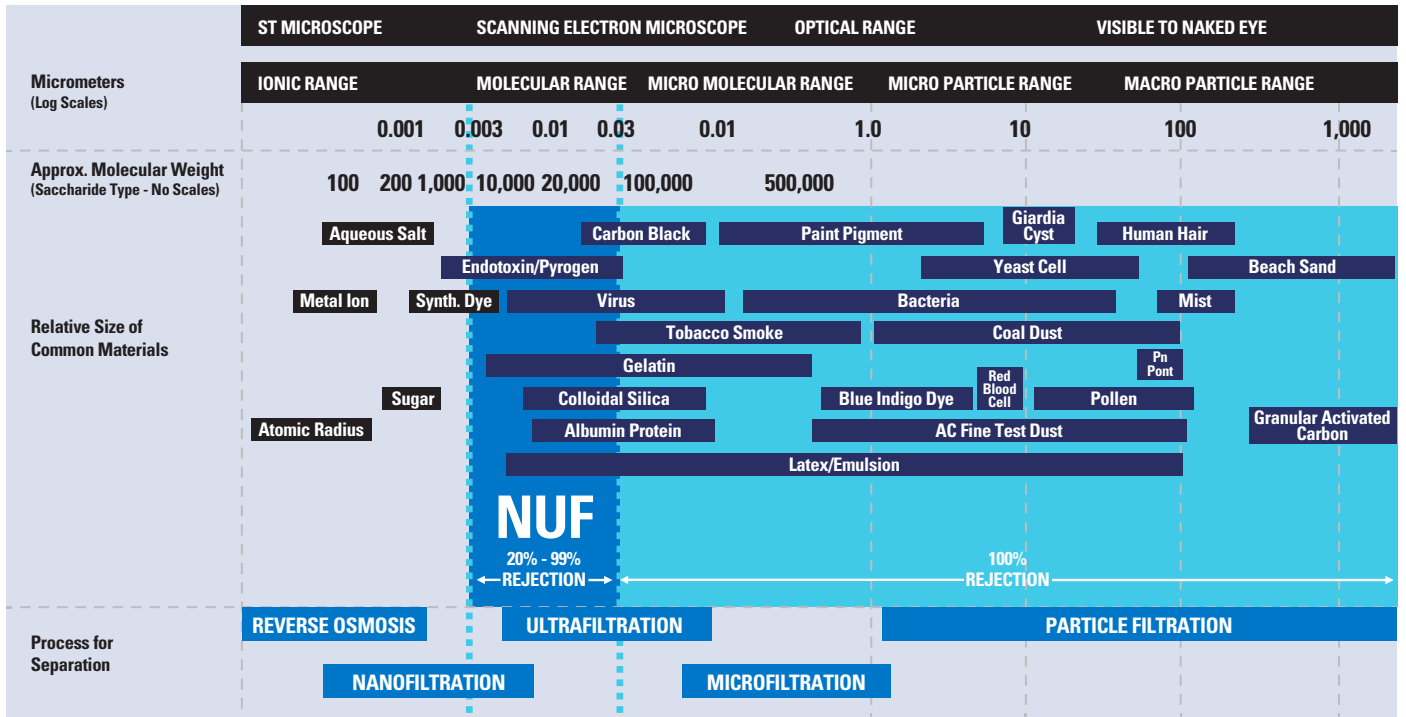 ST MICROSCOPE SCANNING ELECTRON MICROSCOPE OPTICAL RANGE VISIBLE TO NAKED EYE
Micrometers
(Log Scales)
IONIC RANGE MOLECULAR RANGE MICRO MOLECULAR RANGE MICRO PARTICLE RANGE MACRO PARTICLE RANGE
0.001 0.003 0.01 0.03 0.01 1.0 10 100 1,000
Approx. Molecular Weight
(Saccharide Type - No Scales)
100 200 1,000 10,000 20,000 100,000 500,000
Relative Size of
Common Materials
Aqueous Salt Carbon Black Paint Pigment
Giardia
Cyst
Human Hair
Endotoxin/Pyrogen Yeast Cell Beach Sand
Metal Ion Synth. Dye Virus Bacteria Mist
Tobacco Smoke Coal Dust
Gelatin
Pn
Pont
Sugar Colloidal Silica Blue Indigo Dye
Red
Blood
Cell
Pollen
Atomic Radius Albumin Protein AC Fine Test Dust
Granular Activated
Carbon
Latex/Emulsion
NUF
20% - 99%
REJECTION
100%
REJECTION
Process for
Separation
REVERSE OSMOSIS ULTRAFILTRATION PARTICLE FILTRATION
NANOFILTRATION MICROFILTRATION